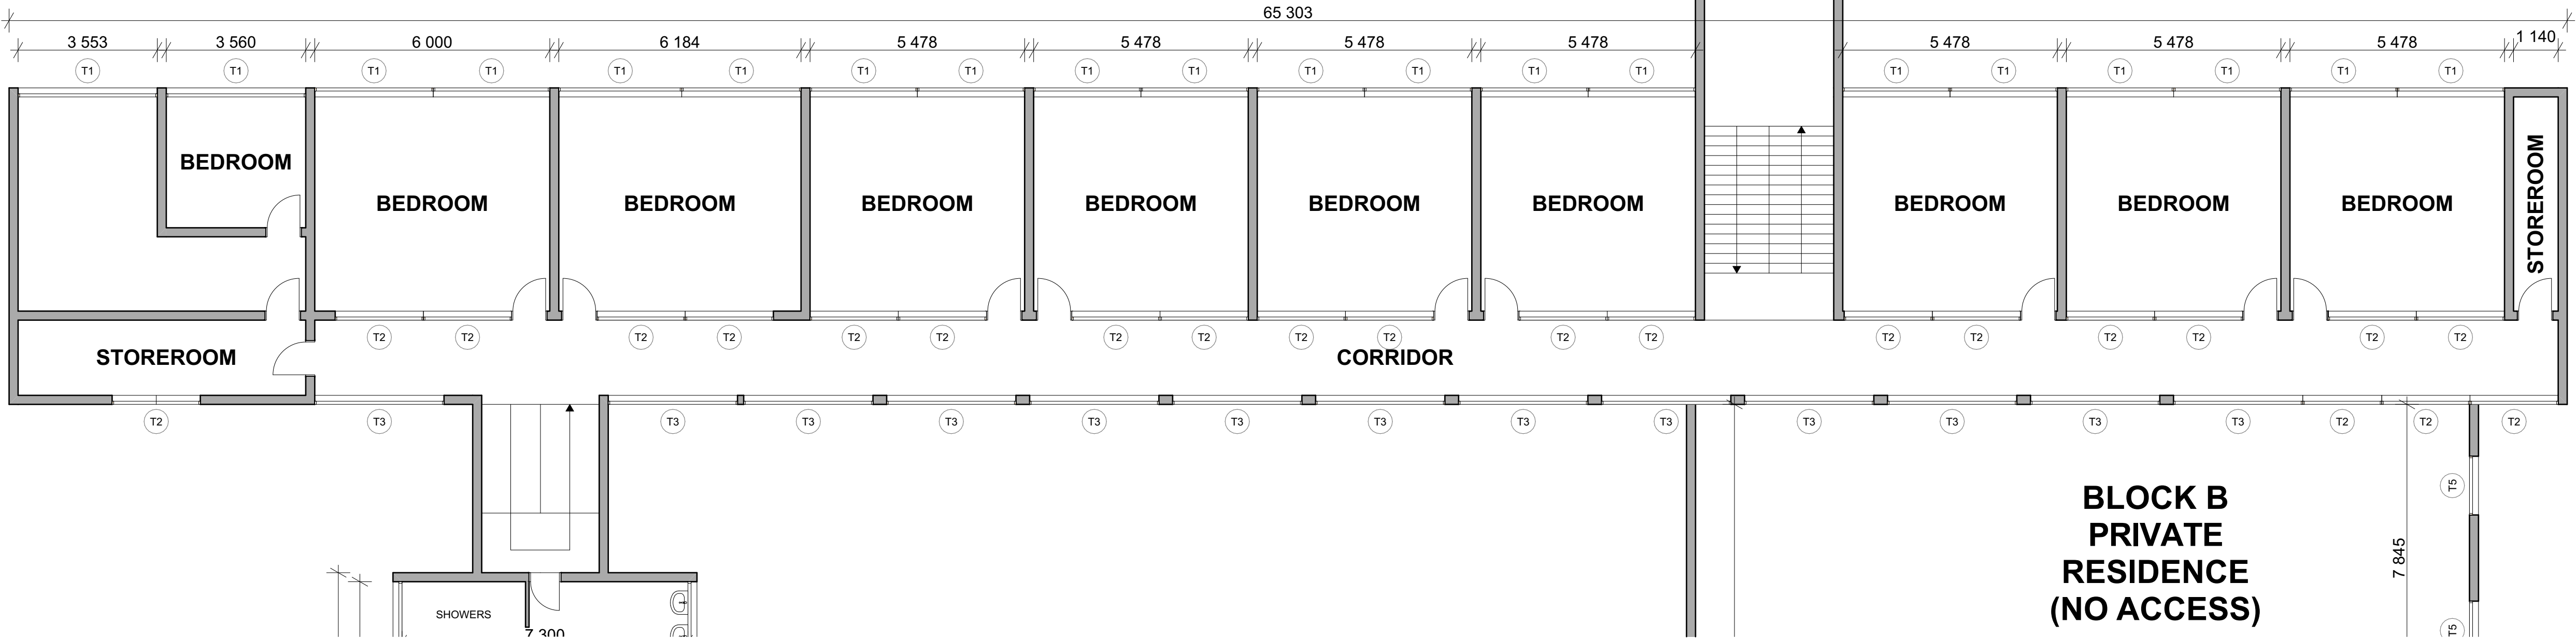 65 303
3 553 3 560 6 000 6 184 5 478 5 478 5 478 5 478 5 478 5 478 5 478 1 140
T1 T1 T1 T1 T1 T1 T1 T1 T1 T1 T1 T1 T1 T1 T1 T1 T1 T1 T1 T1
BEDROOM
BEDROOM BEDROOM BEDROOM BEDROOM BEDROOM BEDROOM BEDROOM BEDROOM BEDROOM STOREROOM
T2 T2 T2 T2 T2 T2 T2 T2 T2 T2 T2 T2 T2 T2 T2 T2 T2 T2
STOREROOM CORRIDOR
T2 T3 T3 T3 T3 T3 T3 T3 T3 T3 T3 T3 T3 T3 T2 T2 T2
T5
BLOCK B
PRIVATE
RESIDENCE
(NO ACCESS)
7 845
SHOWERS
7 300
T5